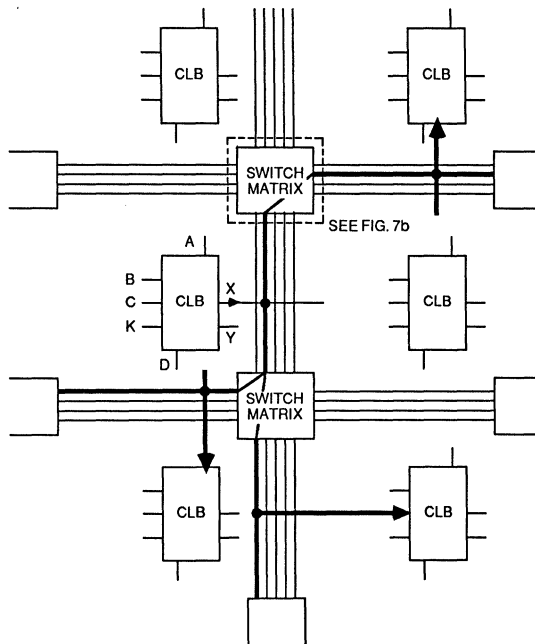 CLB
CLB
SWITCH
MATRIX
SEE FIG. 7b
A
B
C
K
CLB
X
Y
D
CLB
SWITCH
MATRIX
CLB
CLB